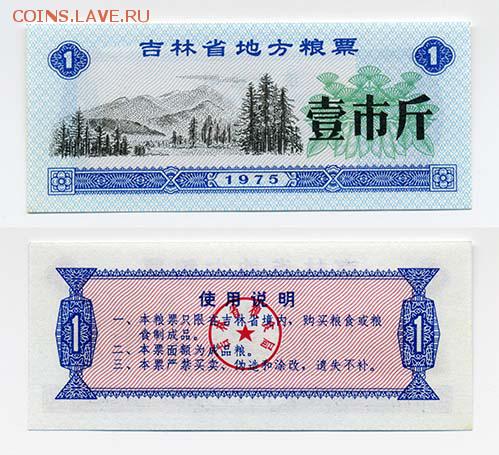 COINS.LAVE.RU
吉林省地方粮票
1
1
壹市斤
1975
使用说明
1
1
一、本粮票只限在吉林省境内，购买粮食或粮
食制成品。
二、本票面额为成品粮。
三、本票严禁买卖、伪造和涂改，遗失不补。